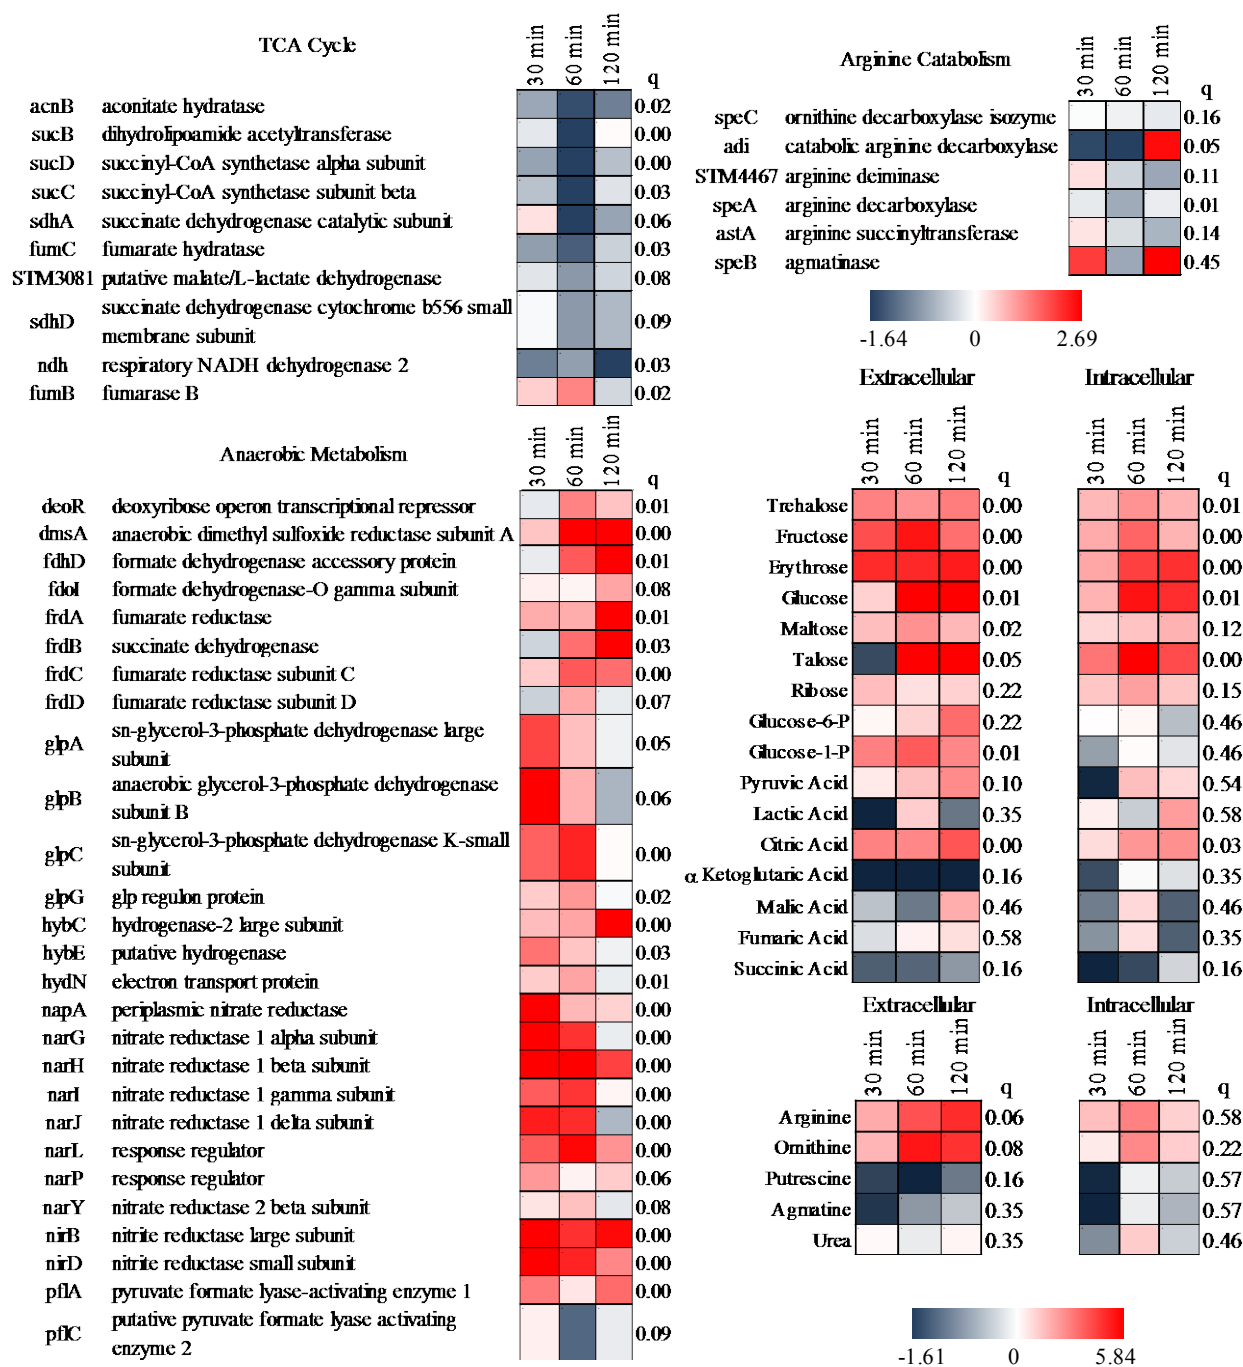 TCA Cycle
30 min
60 min
120 min
q
acnB aconitate hydratase 0.02
sucB dihydrolipoamide acetyltransferase 0.00
sucD succinyl-CoA synthetase alpha subunit 0.00
sucC succinyl-CoA synthetase subunit beta 0.03
sdhA succinate dehydrogenase catalytic subunit 0.06
fumC fumarate hydratase 0.03
STM3081 putative malate/L-lactate dehydrogenase 0.08
sdhD succinate dehydrogenase cytochrome b556 small
membrane subunit 0.09
ndh respiratory NADH dehydrogenase 2 0.03
fumB fumarase B 0.02
Anaerobic Metabolism
30 min
60 min
120 min
q
deoR deoxyribose operon transcriptional repressor 0.01
dmsA anaerobic dimethyl sulfoxide reductase subunit A 0.00
fdhD formate dehydrogenase accessory protein 0.01
fdoI formate dehydrogenase-O gamma subunit 0.08
frdA fumarate reductase 0.01
frdB succinate dehydrogenase 0.03
frdC fumarate reductase subunit C 0.00
frdD fumarate reductase subunit D 0.07
glpA sn-glycerol-3-phosphate dehydrogenase large
subunit 0.05
glpB anaerobic glycerol-3-phosphate dehydrogenase
subunit B 0.06
glpC sn-glycerol-3-phosphate dehydrogenase K-small
subunit 0.00
glpG glp regulon protein 0.02
hybC hydrogenase-2 large subunit 0.00
hybE putative hydrogenase 0.03
hydN electron transport protein 0.01
napA periplasmic nitrate reductase 0.00
narG nitrate reductase 1 alpha subunit 0.00
narH nitrate reductase 1 beta subunit 0.00
narI nitrate reductase 1 gamma subunit 0.00
narJ nitrate reductase 1 delta subunit 0.00
narL response regulator 0.00
narP response regulator 0.06
narY nitrate reductase 2 beta subunit 0.08
nirB nitrite reductase large subunit 0.00
nirD nitrite reductase small subunit 0.00
pflA pyruvate formate lyase-activating enzyme 1 0.00
pflC putative pyruvate formate lyase activating
enzyme 2 0.09
Arginine Catabolism
30 min
60 min
120 min
q
speC ornithine decarboxylase isozyme 0.16
adi catabolic arginine decarboxylase 0.05
STM4467 arginine deiminase 0.11
speA arginine decarboxylase 0.01
astA arginine succinyltransferase 0.14
speB agmatinase 0.45
-1.64 0 2.69
Extracellular Intracellular
30 min
60 min
120 min
q
30 min
60 min
120 min
q
Trehalose 0.00 0.01
Fructose 0.00 0.00
Erythrose 0.00 0.00
Glucose 0.01 0.01
Maltose 0.02 0.12
Talose 0.05 0.00
Ribose 0.22 0.15
Glucose-6-P 0.22 0.46
Glucose-1-P 0.01 0.46
Pyruvic Acid 0.10 0.54
Lactic Acid 0.35 0.58
Citric Acid 0.00 0.03
α Ketoglutaric Acid 0.16 0.35
Malic Acid 0.46 0.46
Fumaric Acid 0.58 0.35
Succinic Acid 0.16 0.16
Extracellular Intracellular
30 min
60 min
120 min
q
30 min
60 min
120 min
q
Arginine 0.06 0.58
Ornithine 0.08 0.22
Putrescine 0.16 0.57
Agmatine 0.35 0.57
Urea 0.35 0.46
-1.61 0 5.84